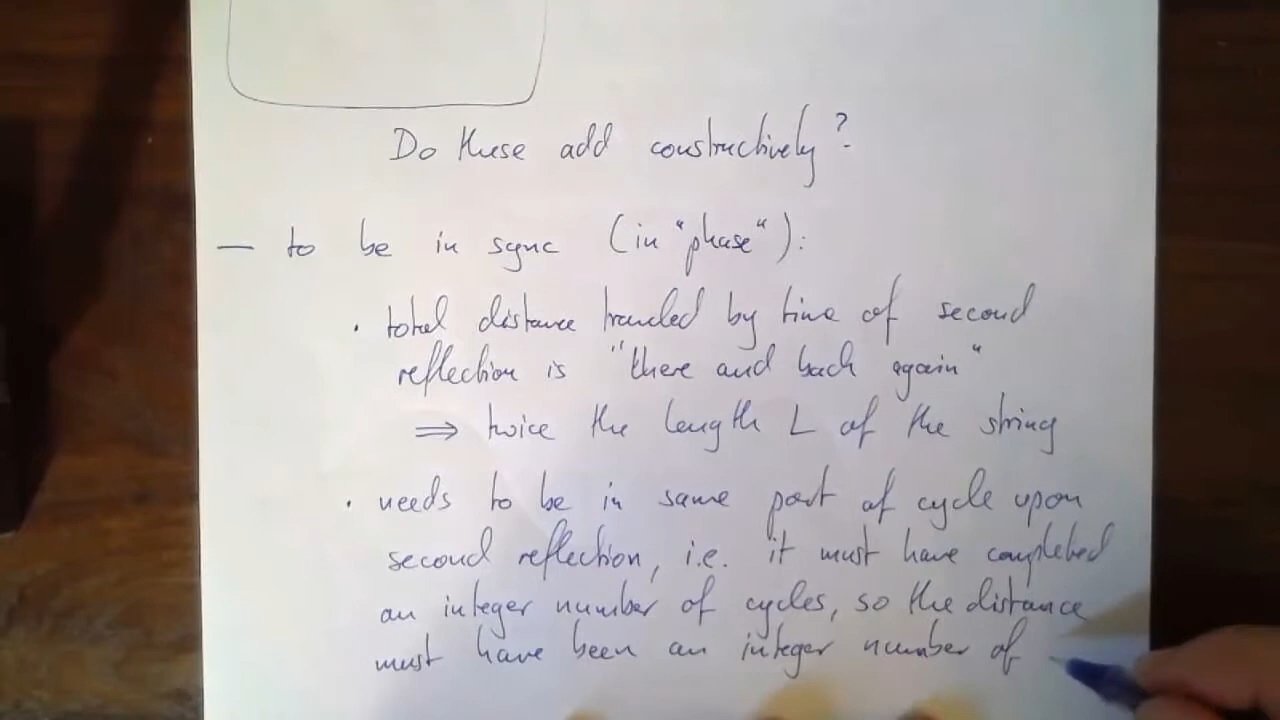 Do these add constructively?
— to be in sync (in "phase"):
· total distance traveled by time of second
reflection is "there and back again"
⇒ twice the length L of the string
· needs to be in same part of cycle upon
second reflection, i.e. it must have completed
an integer number of cycles, so the distance
must have been an integer number of